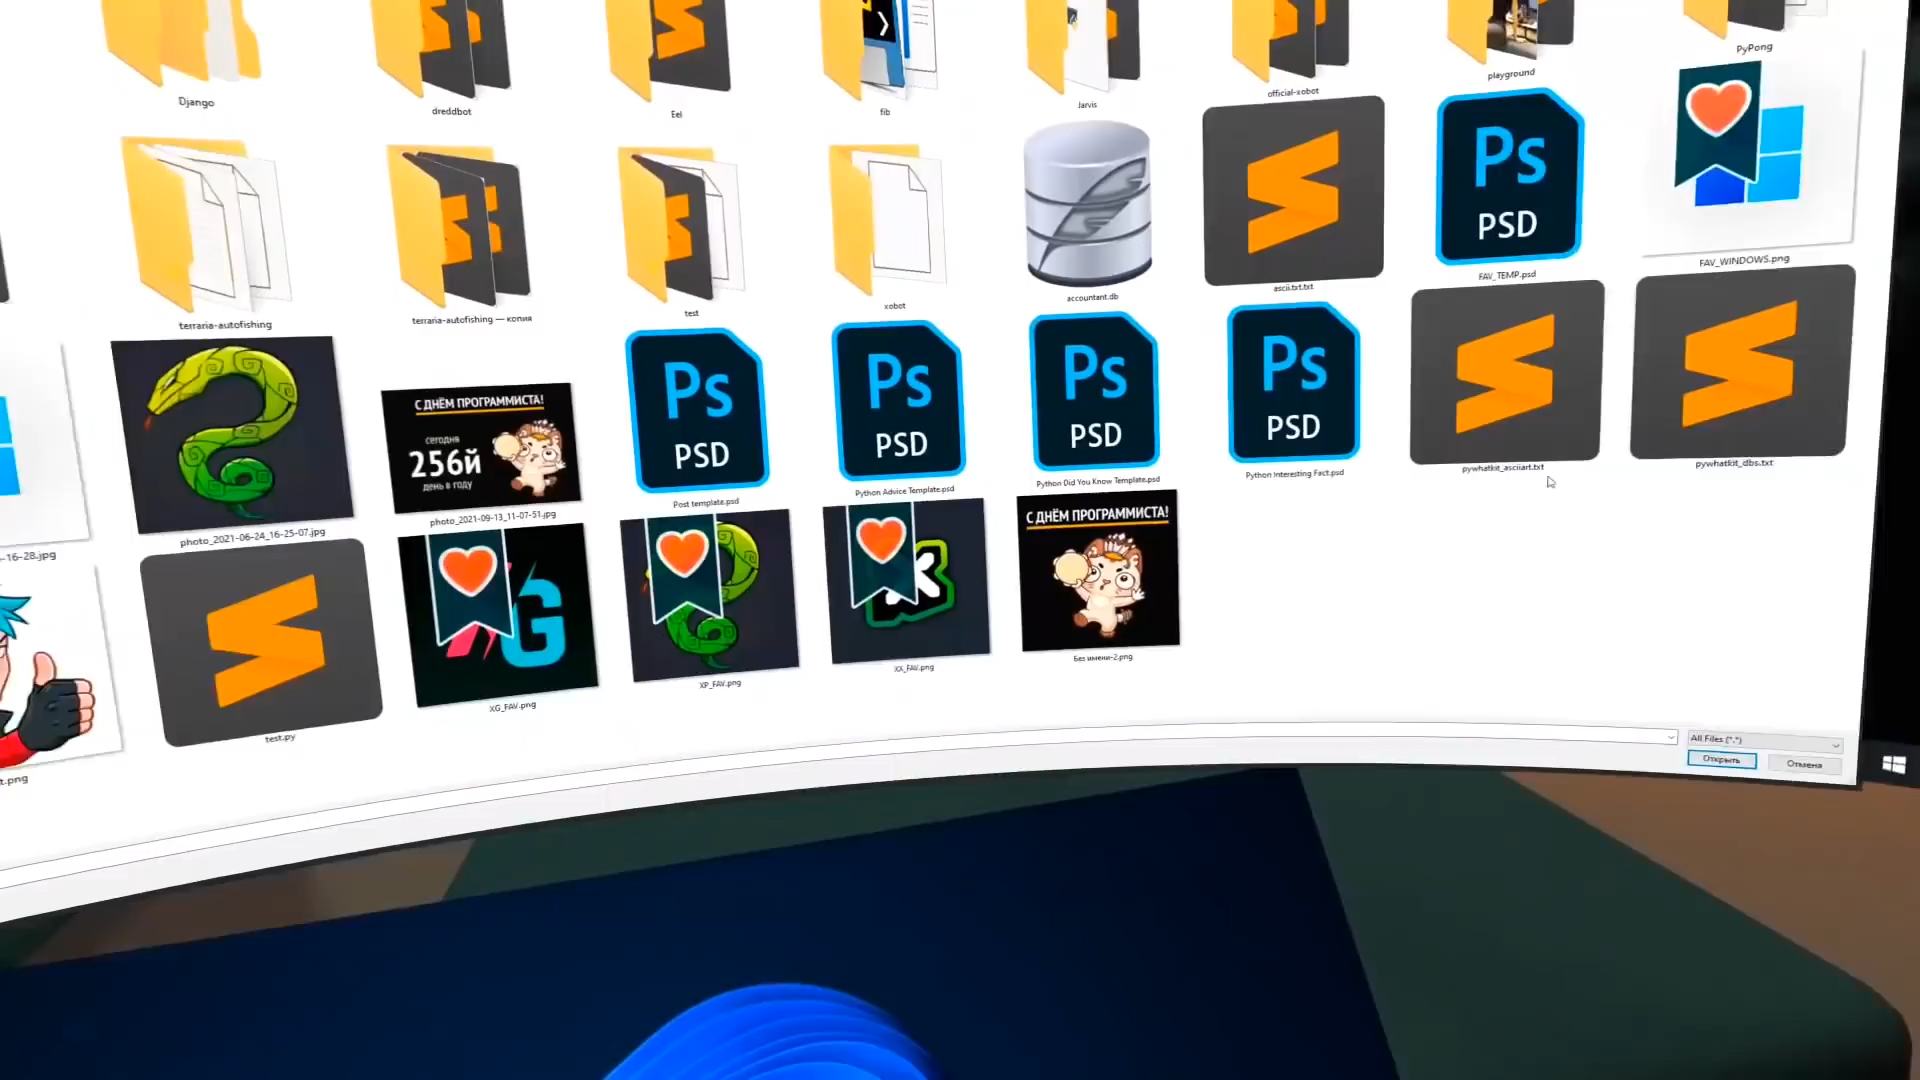 Django
dreddbot
Eel
fib
Jarvis
official-xobot
playground
PyPong
terraria-autofishing
terraria-autofishing — копия
test
xobot
accountant.db
ascii.txt.txt
Ps
PSD
FAV_TEMP.psd
FAV_WINDOWS.png
-16-28.jpg
photo_2021-06-24_16-25-07.jpg
С ДНЁМ ПРОГРАММИСТА!
сегодня
256й
день в году
photo_2021-09-13_11-07-51.jpg
Ps
PSD
Post template.psd
Ps
PSD
Python Advice Template.psd
Ps
PSD
Python Did You Know Template.psd
Ps
PSD
Python Interesting Fact.psd
pywhatkit_asciiart.txt
pywhatkit_dbs.txt
t.png
test.py
G
XG_FAV.png
XP_FAV.png
XX_FAV.png
С ДНЁМ ПРОГРАММИСТА!
Без имени-2.png
All Files (*.*)
Открыть
Отмена